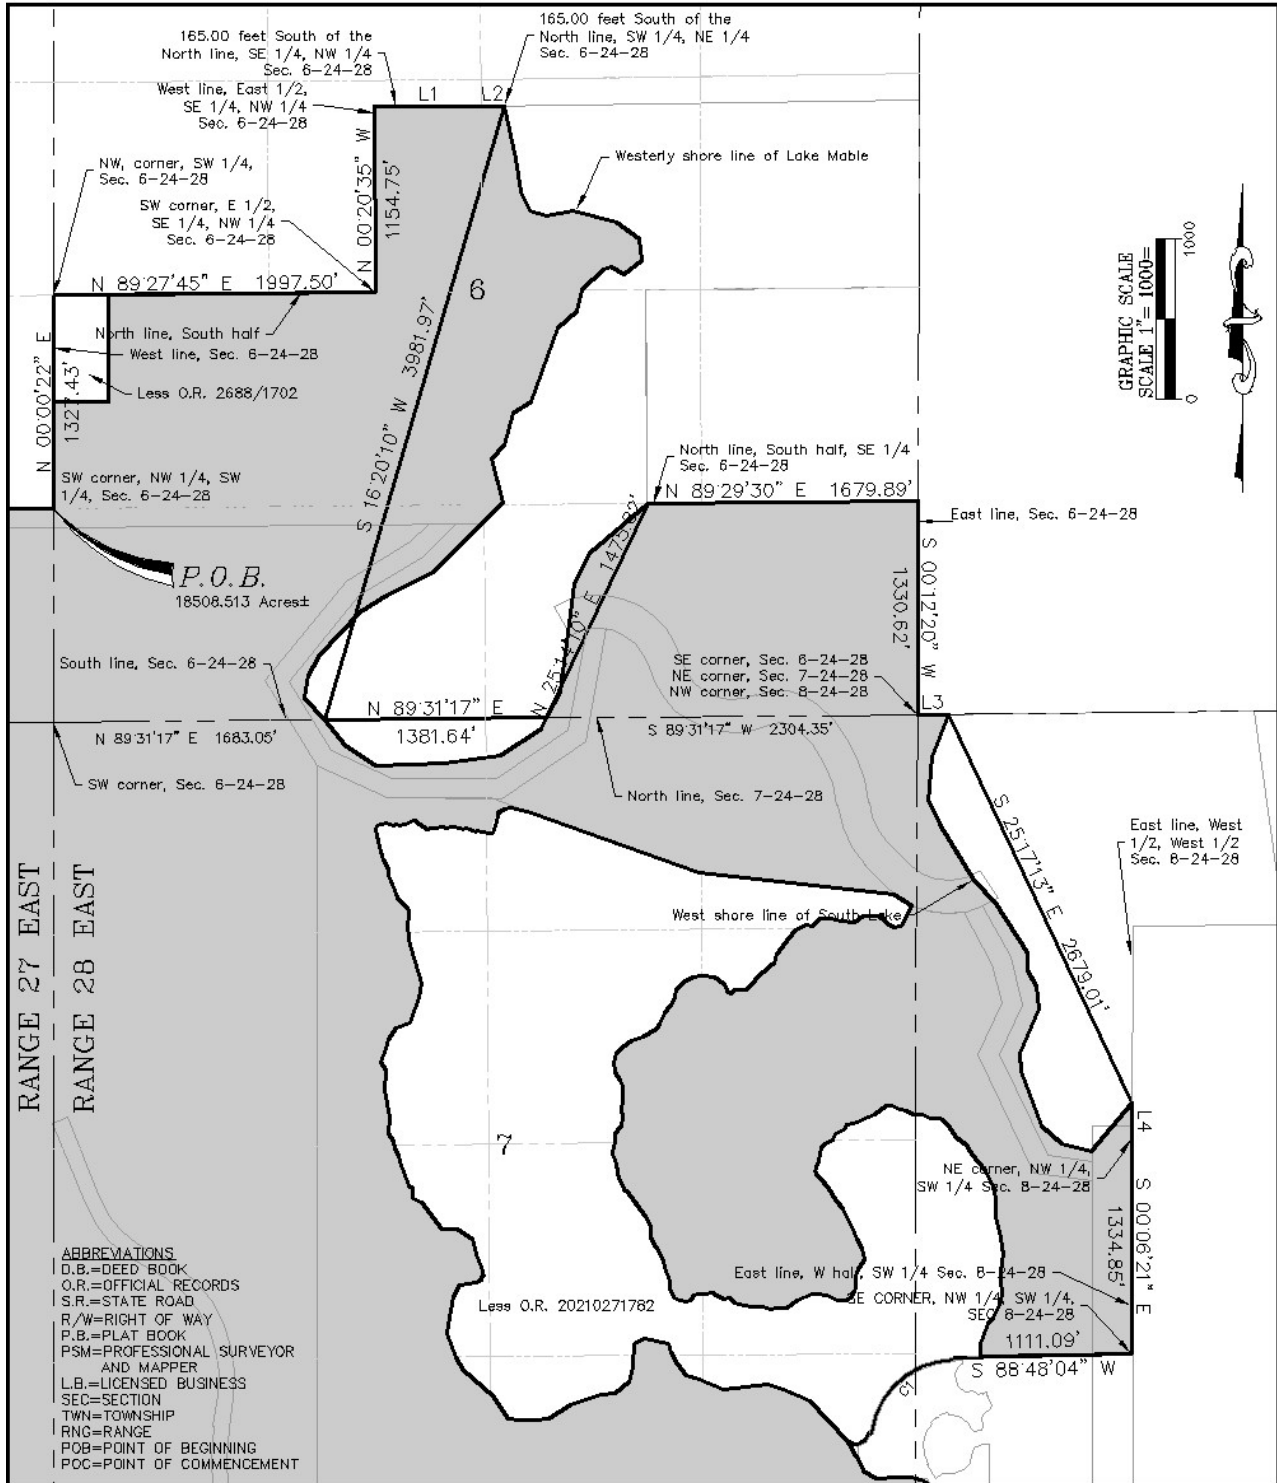 165.00 feet South of the
North line, SW 1/4, NE 1/4
Sec. 6-24-28
165.00 feet South of the
North line, SE 1/4, NW 1/4
Sec. 6-24-28
L1
L2
West line, East 1/2,
SE 1/4, NW 1/4
Sec. 6-24-28
N 00°20'35" W
1154.75'
Westerly shore line of Lake Mable
NW, corner, SW 1/4,
Sec. 6-24-28
SW corner, E 1/2,
SE 1/4, NW 1/4
Sec. 6-24-28
N 89°27'45" E 1997.50'
6
GRAPHIC SCALE
SCALE 1"= 1000=
0
1000
North line, South half
West line, Sec. 6-24-28
Less O.R. 2688/1702
N 00°00'22" E
1327.43'
S 16°20'10" W 3981.97'
SW corner, NW 1/4, SW
1/4, Sec. 6-24-28
North line, South half, SE 1/4
Sec. 6-24-28
N 89°29'30" E 1679.89'
East line, Sec. 6-24-28
P.O.B.
18508.513 Acres±
S 00°12'20" W
1330.62'
South line, Sec. 6-24-28
SE corner, Sec. 6-24-28
NE corner, Sec. 7-24-28
NW corner, Sec. 8-24-28
L3
N 89°31'17" E
1381.64'
N 89°31'17" E 1683.05'
S 89°31'17" W 2304.35'
SW corner, Sec. 6-24-28
North line, Sec. 7-24-28
S 25°17'13" E 2679.01'
East line, West
1/2, West 1/2
Sec. 8-24-28
RANGE 27 EAST
RANGE 28 EAST
West shore line of South Lake
L4
7
NE corner, NW 1/4,
SW 1/4 Sec. 8-24-28
S 00°06'21" E
1334.85'
East line, W half, SW 1/4 Sec. 8-24-28
SE CORNER, NW 1/4, SW 1/4,
SEC 8-24-28
1111.09'
S 88°48'04" W
Less O.R. 20210271782
ABBREVIATIONS
D.B.=DEED BOOK
O.R.=OFFICIAL RECORDS
S.R.=STATE ROAD
R/W=RIGHT OF WAY
P.B.=PLAT BOOK
PSM=PROFESSIONAL SURVEYOR
AND MAPPER
L.B.=LICENSED BUSINESS
SEC=SECTION
TWN=TOWNSHIP
RNG=RANGE
POB=POINT OF BEGINNING
POC=POINT OF COMMENCEMENT